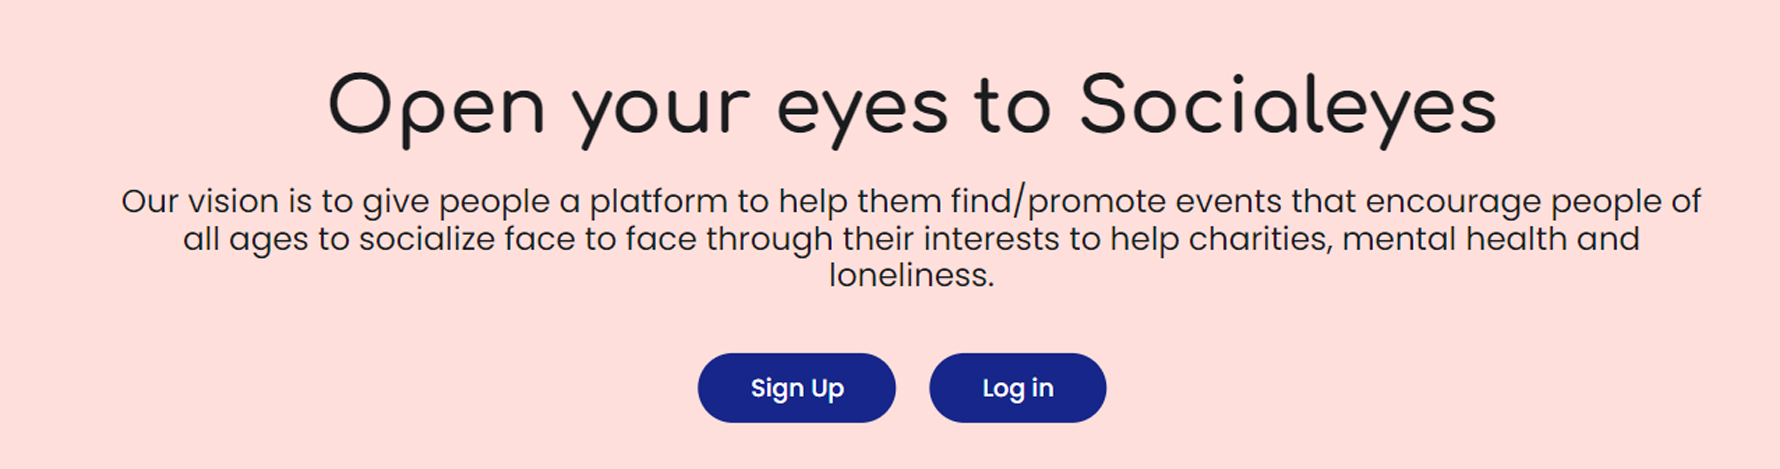 Open your eyes to Socialeyes
Our vision is to give people a platform to help them find/promote events that encourage people of
all ages to socialize face to face through their interests to help charities, mental health and
loneliness.
Sign Up
Log in